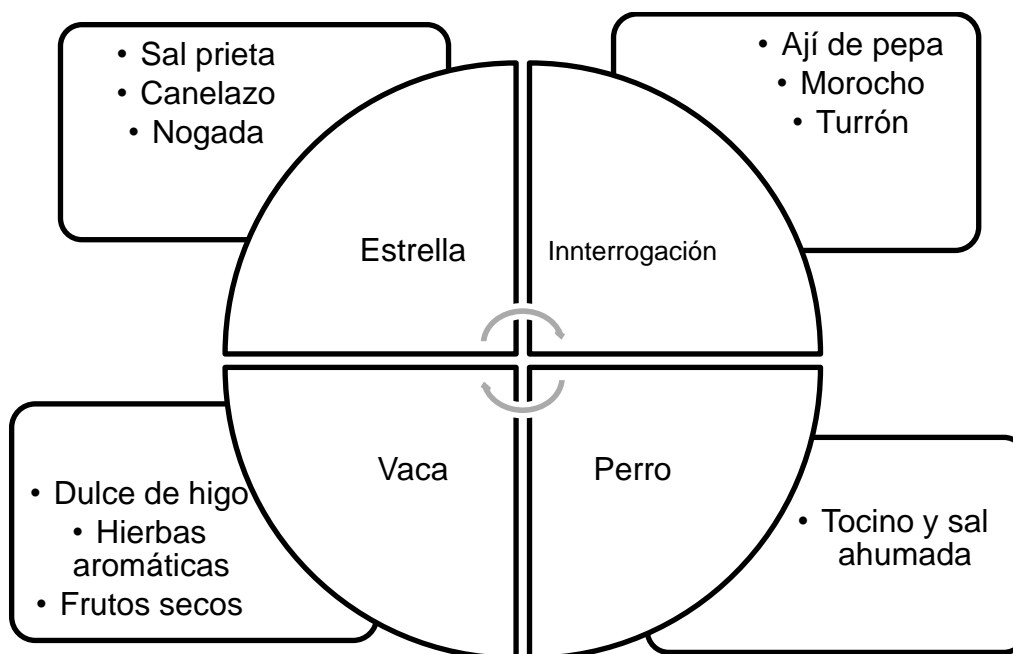 • Sal prieta
• Canelazo
• Nogada
• Ají de pepa
• Morocho
• Turrón
Estrella
Innterrogación
Vaca
Perro
• Dulce de higo
• Hierbas
aromáticas
• Frutos secos
• Tocino y sal
ahumada